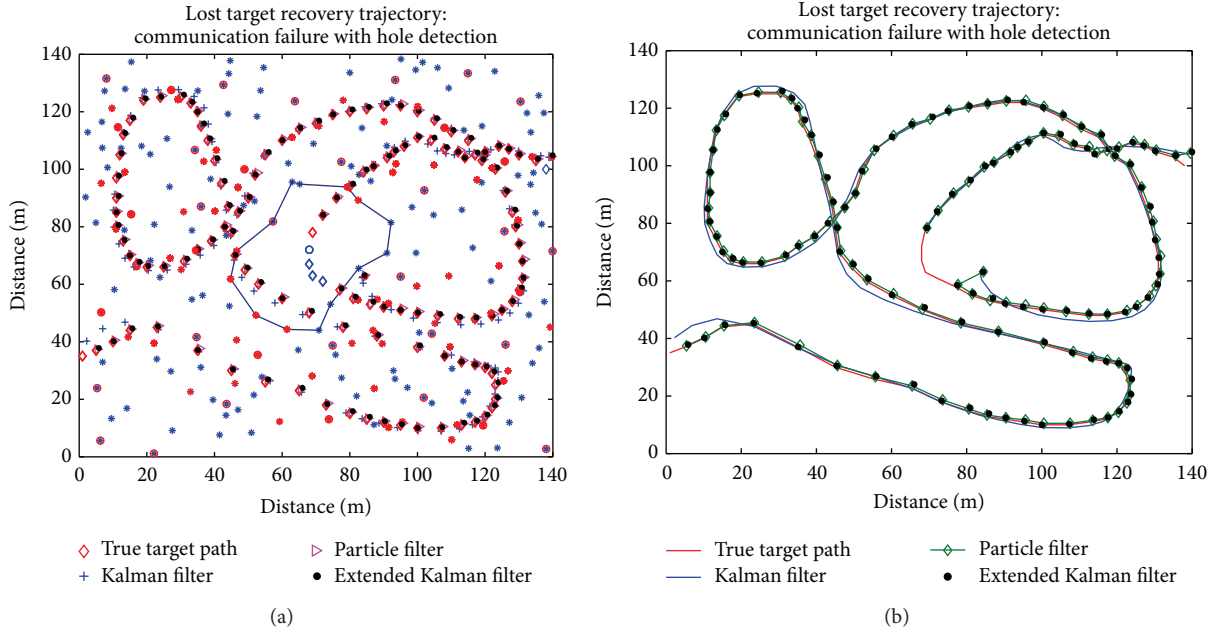 Lost target recovery trajectory:
communication failure with hole detection
140
120
100
80
60
40
20
0
Distance (m)
0 20 40 60 80 100 120 140
Distance (m)
True target path
Particle filter
Kalman filter
Extended Kalman filter
(a)
Lost target recovery trajectory:
communication failure with hole detection
140
120
100
80
60
40
20
0
Distance (m)
20 40 60 80 100 120 140
Distance (m)
True target path
Particle filter
Kalman filter
Extended Kalman filter
(b)